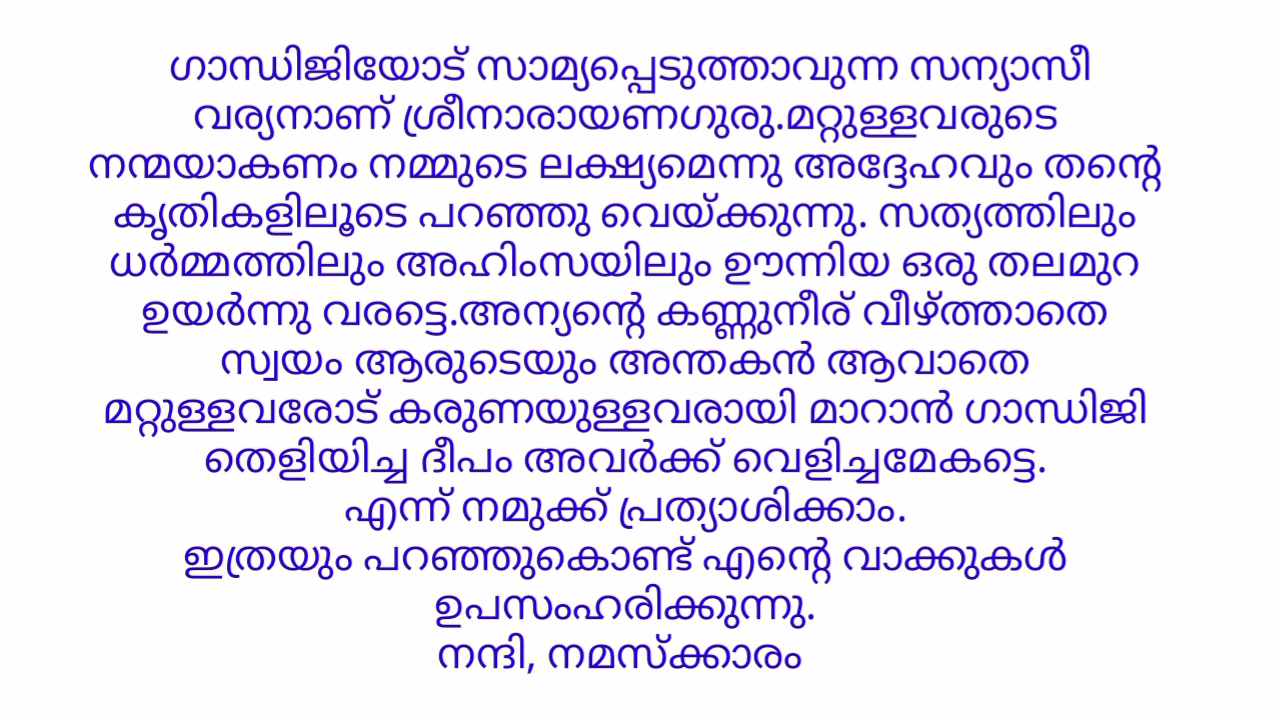 ഗാന്ധിജിയോട് സാമ്യപ്പെടുത്താവുന്ന സന്യാസീ
വര്യനാണ് ശ്രീനാരായണഗുരു.മറ്റുള്ളവരുടെ
നന്മയാകണം നമ്മുടെ ലക്ഷ്യമെന്നു അദ്ദേഹവും തന്റെ
കൃതികളിലൂടെ പറഞ്ഞു വെയ്ക്കുന്നു. സത്യത്തിലും
ധർമ്മത്തിലും അഹിംസയിലും ഊന്നിയ ഒരു തലമുറ
ഉയർന്നു വരട്ടെ.അന്യന്റെ കണ്ണുനീര് വീഴ്ത്താതെ
സ്വയം ആരുടെയും അന്തകൻ ആവാതെ
മറ്റുള്ളവരോട് കരുണയുള്ളവരായി മാറാൻ ഗാന്ധിജി
തെളിയിച്ച ദീപം അവർക്ക് വെളിച്ചമേകട്ടെ.
എന്ന് നമുക്ക് പ്രത്യാശിക്കാം.
ഇത്രയും പറഞ്ഞുകൊണ്ട് എന്റെ വാക്കുകൾ
ഉപസംഹരിക്കുന്നു.
നന്ദി, നമസ്ക്കാരം